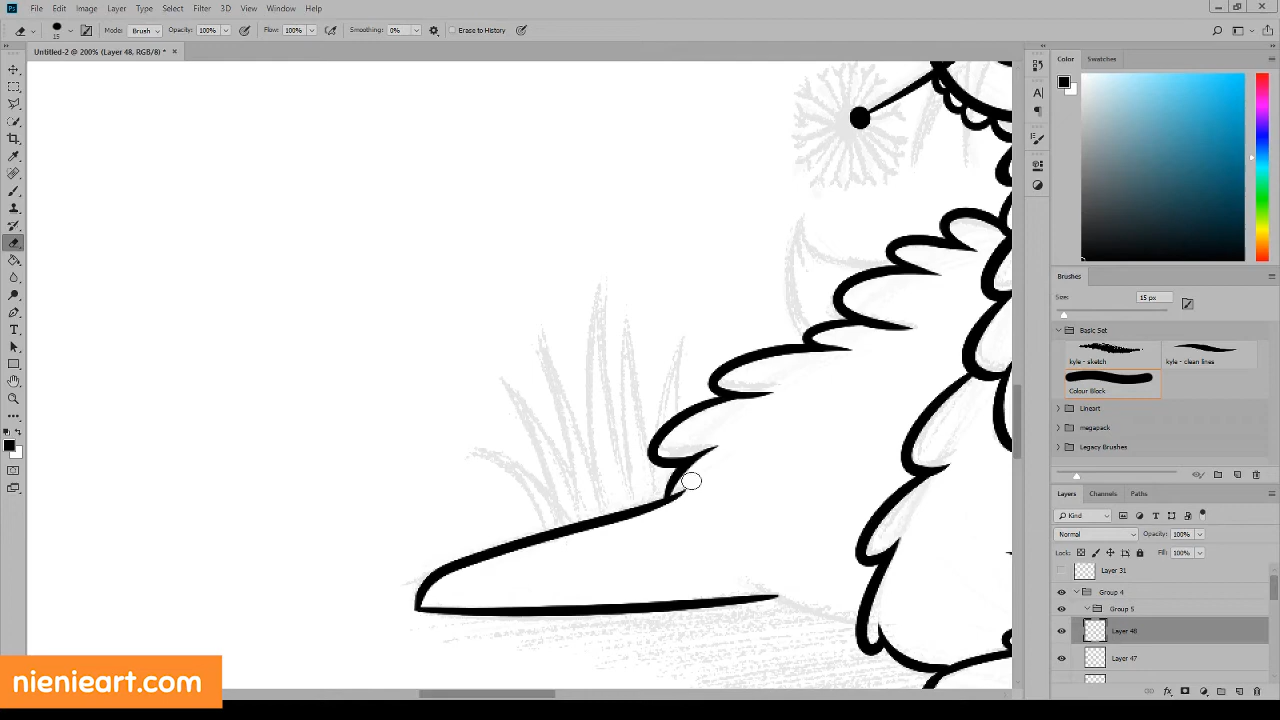 Ps File Edit Image Layer Type Select Filter 3D View Window Help
15 Mode: Brush Opacity: 100% Flow: 100% Smoothing: 0% Erase to History
Untitled-2 @ 200% (Layer 48, RGB/8) *
Color Swatches
Brushes
Size: 15 px
Basic Set
kyle - sketch kyle - clean lines
Colour Block
Lineart
megapack
Legacy Brushes
Layers Channels Paths
Kind
Normal Opacity: 100%
Lock: Fill: 100%
Layer 31
Group 4
Group 5
Layer 48
Layer 47
nienieart.com